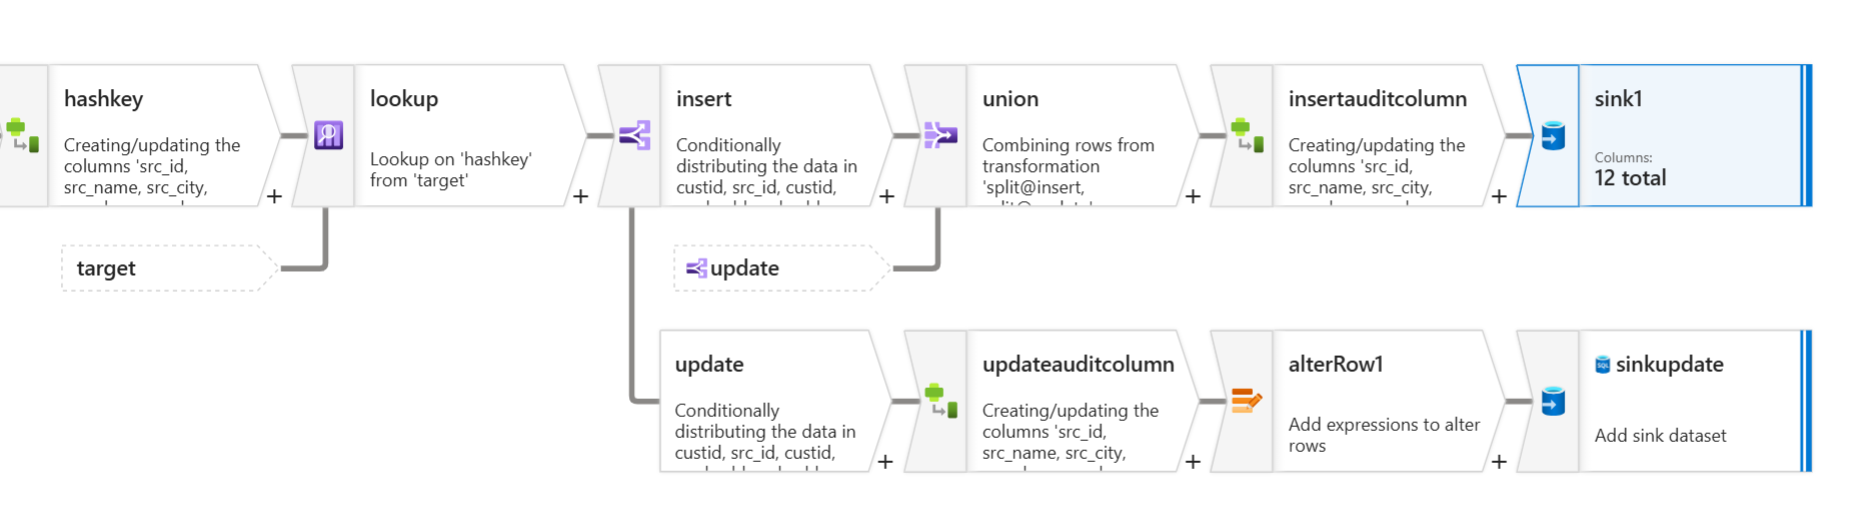 hashkey
Creating/updating the
columns 'src_id,
src_name, src_city,
+
lookup
Lookup on 'hashkey'
from 'target'
+
insert
Conditionally
distributing the data in
custid, src_id, custid,
+
union
Combining rows from
transformation
'split@insert,
+
insertauditcolumn
Creating/updating the
columns 'src_id,
src_name, src_city,
+
sink1
Columns:
12 total
target
update
update
Conditionally
distributing the data in
custid, src_id, custid,
+
updateauditcolumn
Creating/updating the
columns 'src_id,
src_name, src_city,
+
alterRow1
Add expressions to alter
rows
+
SQL
sinkupdate
Add sink dataset